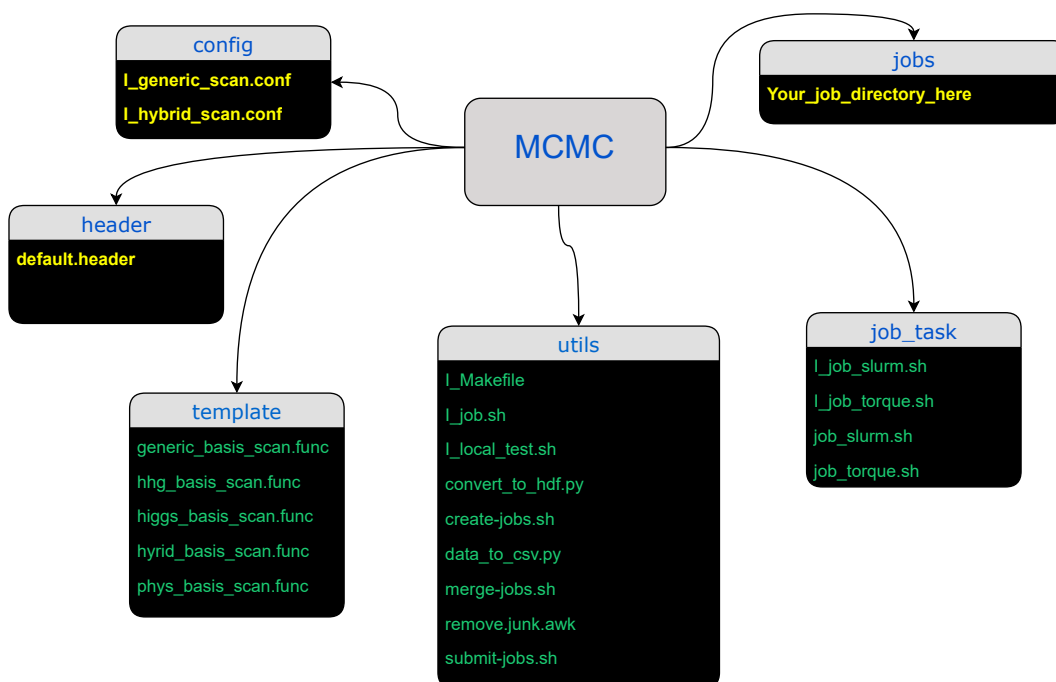 config
l_generic_scan.conf
l_hybrid_scan.conf
jobs
Your_job_directory_here
MCMC
header
default.header
template
generic_basis_scan.func
hhg_basis_scan.func
higgs_basis_scan.func
hyrid_basis_scan.func
phys_basis_scan.func
utils
l_Makefile
l_job.sh
l_local_test.sh
convert_to_hdf.py
create-jobs.sh
data_to_csv.py
merge-jobs.sh
remove.junk.awk
submit-jobs.sh
job_task
l_job_slurm.sh
l_job_torque.sh
job_slurm.sh
job_torque.sh